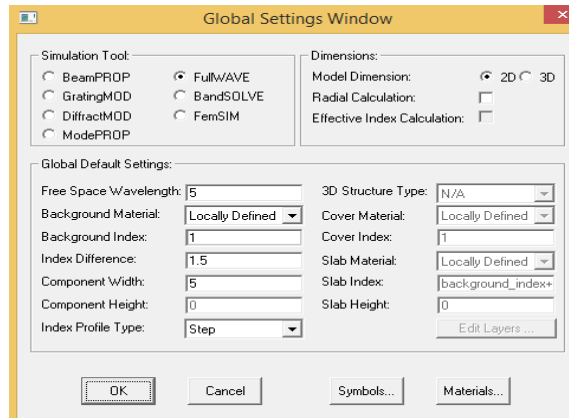 Global Settings Window
Simulation Tool:
BeamPROP FullWAVE
GratingMOD BandSOLVE
DiffractMOD FemSIM
ModePROP
Dimensions:
Model Dimension: 2D 3D
Radial Calculation:
Effective Index Calculation:
Global Default Settings:
Free Space Wavelength: 5 3D Structure Type: N/A
Background Material: Locally Defined Cover Material: Locally Defined
Background Index: 1 Cover Index: 1
Index Difference: 1.5 Slab Material: Locally Defined
Component Width: 5 Slab Index: background_index+
Component Height: 0 Slab Height: 0
Index Profile Type: Step Edit Layers ...
OK Cancel Symbols... Materials...